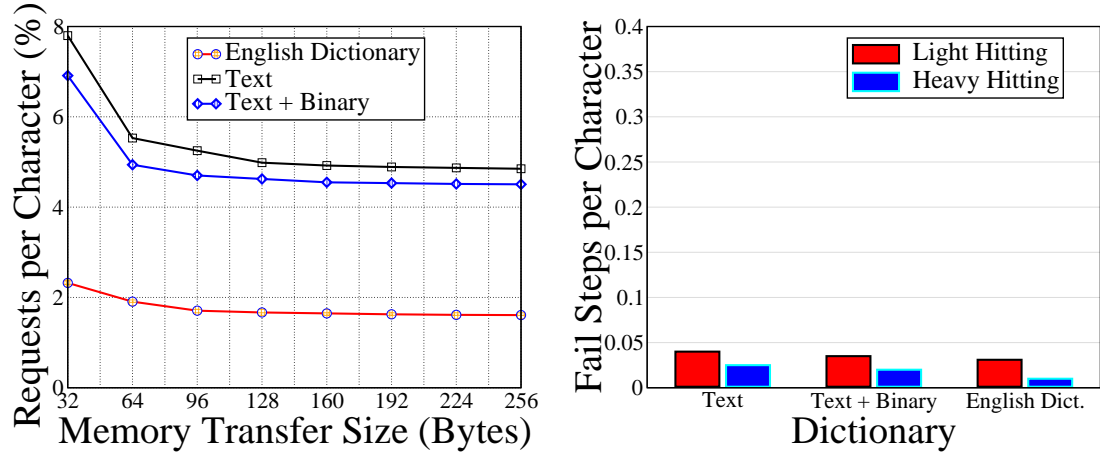 Requests per Character (%)
8
6
4
2
0
English Dictionary
Text
Text + Binary
32 64 96 128 160 192 224 256
Memory Transfer Size (Bytes)
Fail Steps per Character
0.4
0.35
0.3
0.25
0.2
0.15
0.1
0.05
0
Light Hitting
Heavy Hitting
Text Text + Binary English Dict.
Dictionary